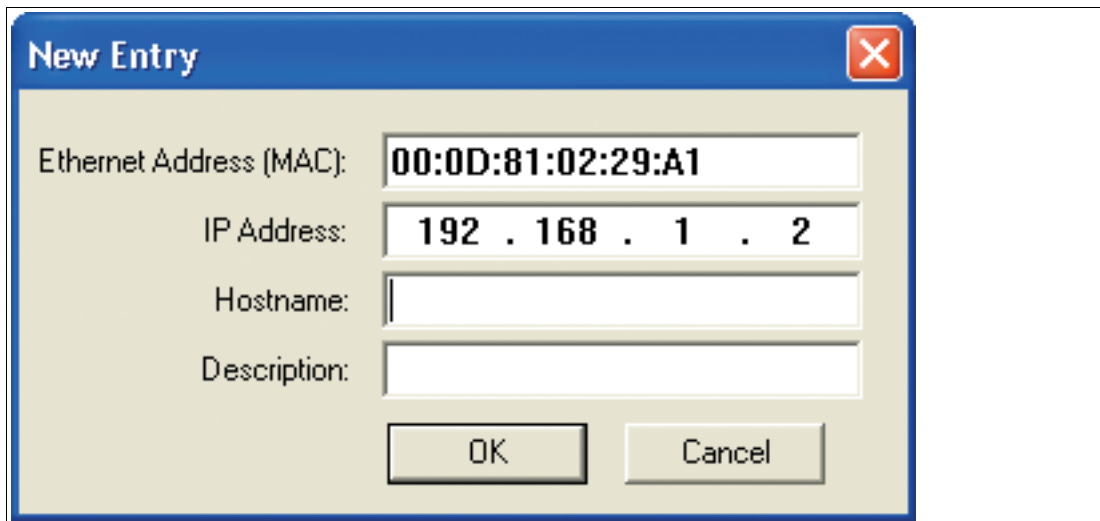 New Entry
Ethernet Address (MAC): 00:0D:81:02:29:A1
IP Address: 192 . 168 . 1 . 2
Hostname:
Description:
OK Cancel